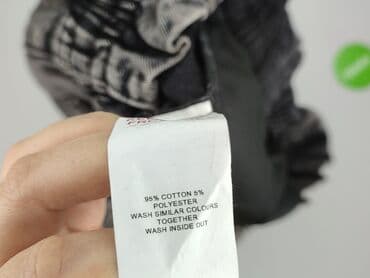 95% COTTON 5%
POLYESTER
WASH SIMILAR COLOURS
TOGETHER
WASH INSIDE OUT